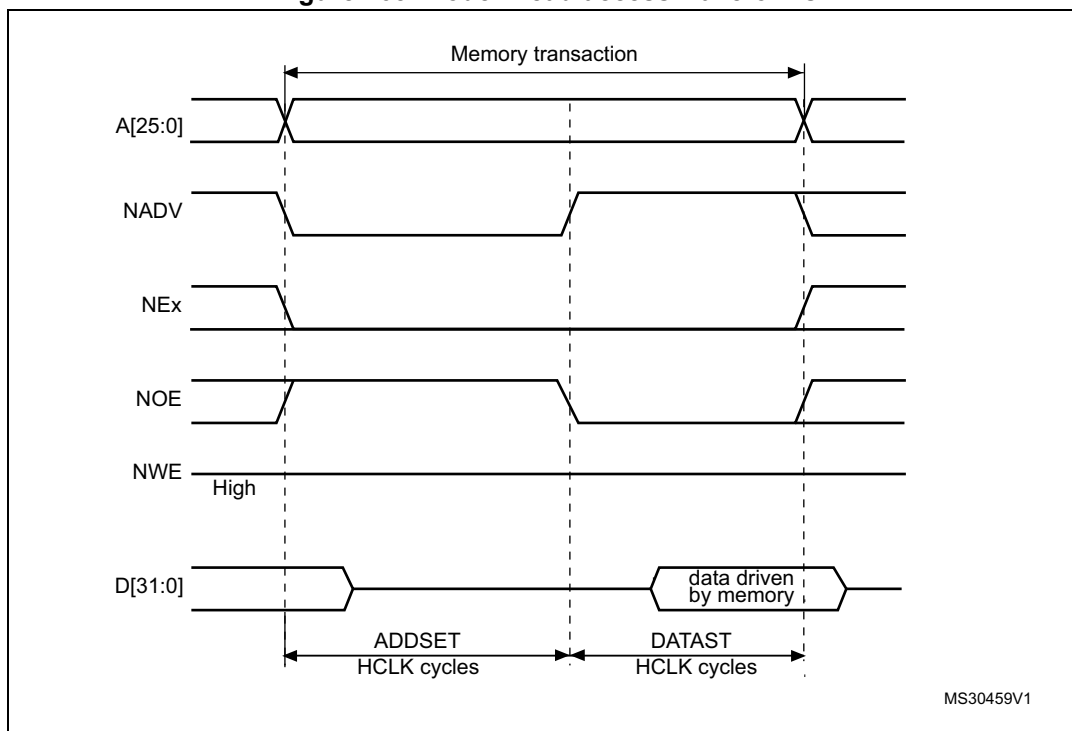 Memory transaction
A[25:0]
NADV
NEx
NOE
NWE
High
D[31:0]
data driven
by memory
ADDSET
HCLK cycles
DATAST
HCLK cycles
MS30459V1